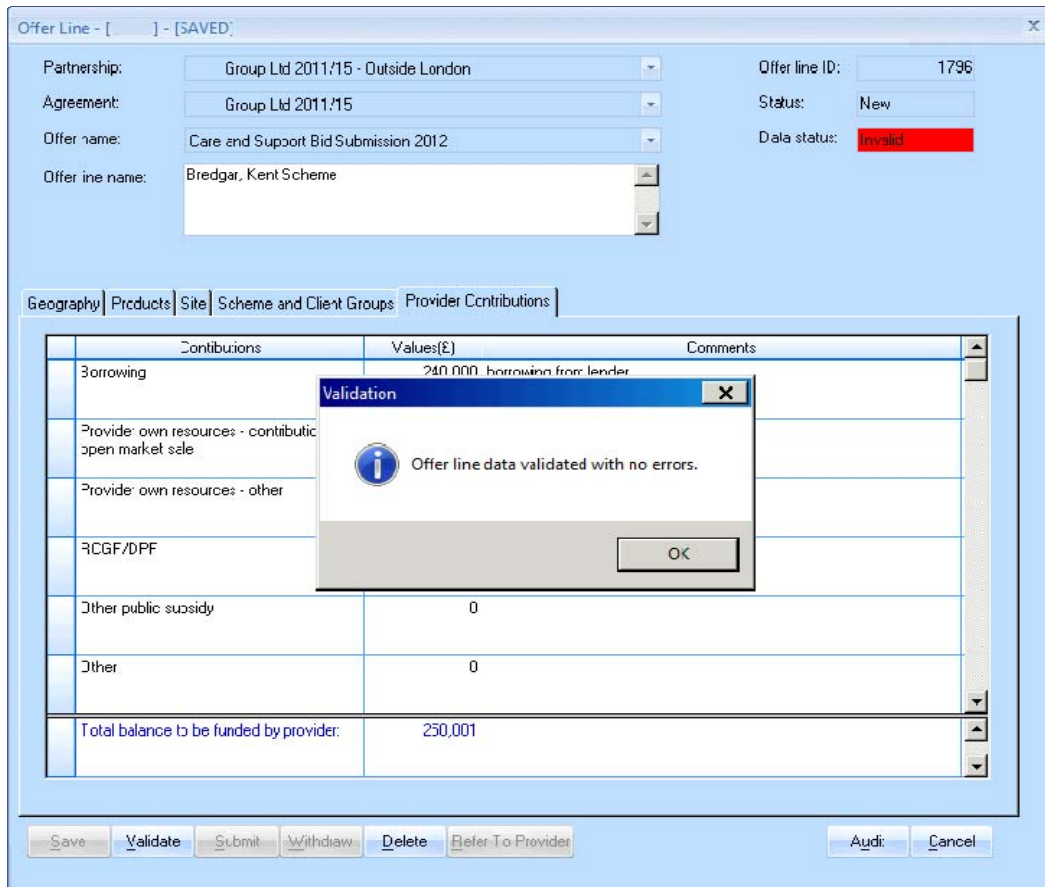 Offer Line - [ ] - [SAVED]
x
Partnership: Group Ltd 2011/15 - Outside London
Offer line ID: 1796
Agreement: Group Ltd 2011/15
Status: New
Offer name: Care and Support Bid Submission 2012
Data status: Invalid
Offer line name: Bredgar, Kent Scheme
Geography Products Site Scheme and Client Groups Provider Contributions
Contibutions Values(£) Comments
Borrowing 240,000 borrowing from lender
Validation
X
Provider own resources - contributio
open market sale
Offer line data validated with no errors.
Provider own resources - other
RCGF/DPF
OK
Other public subsidy 0
Other 0
Total balance to be funded by provider: 250,001
Save Validate Submit Withdraw Delete Refer To Provider Audit Cancel